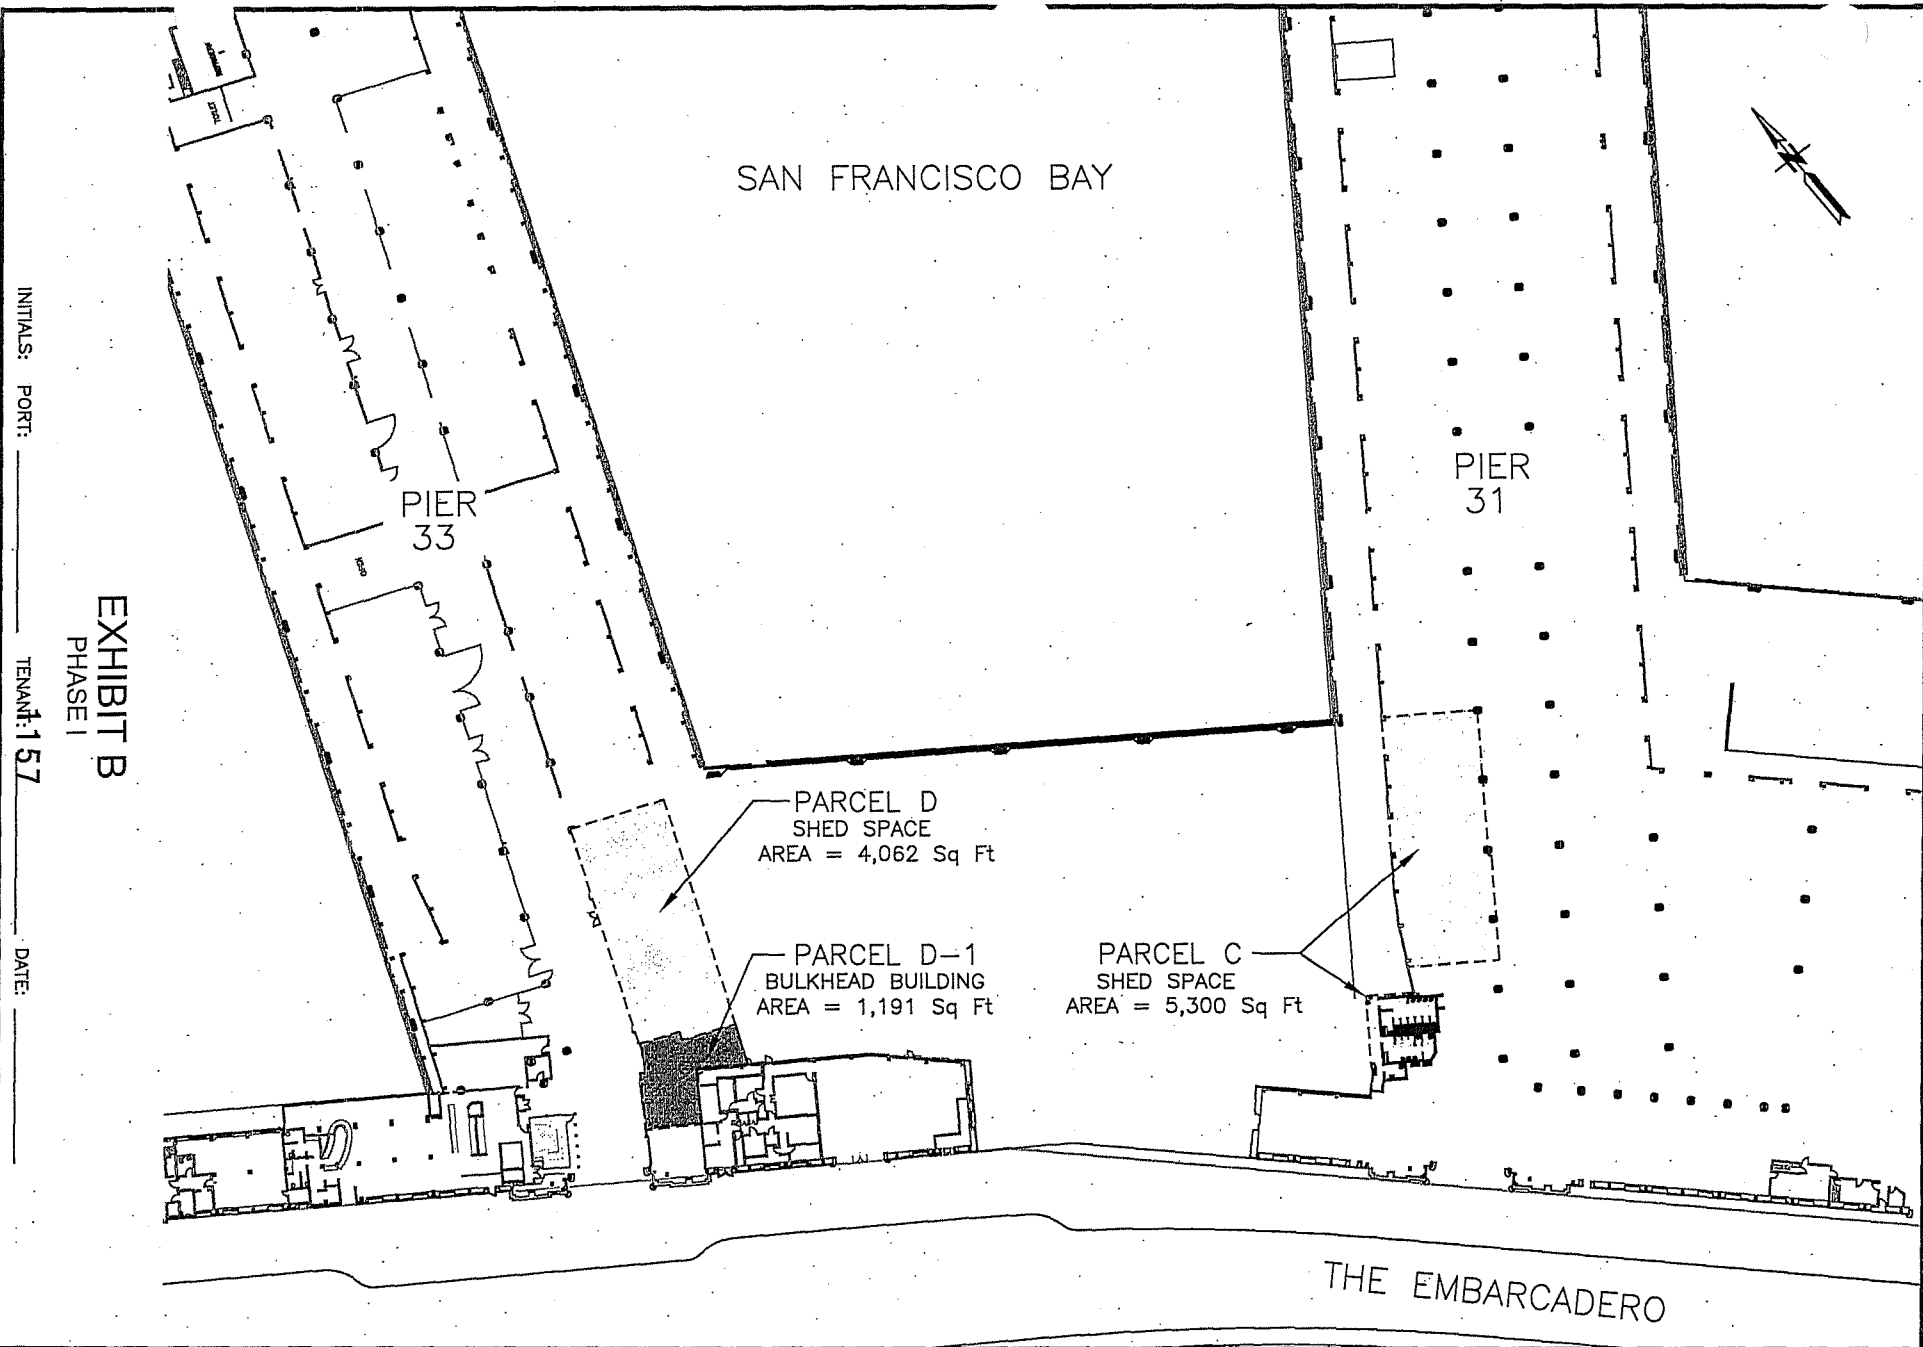 SAN FRANCISCO BAY
PIER
33
PIER
31
PARCEL D
SHED SPACE
AREA = 4,062 Sq Ft
PARCEL D-1
BULKHEAD BUILDING
AREA = 1,191 Sq Ft
PARCEL C
SHED SPACE
AREA = 5,300 Sq Ft
THE EMBARCADERO
EXHIBIT B
PHASE I
INITIALS: PORT: TENANT: DATE:
1157
TOILET